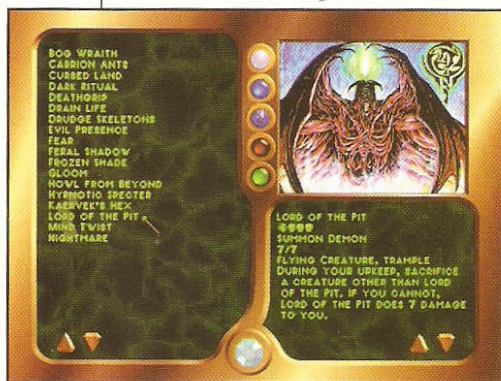 BOG WRAITH
CARRION ANTS
CURSED LAND
DARK RITUAL
DEATHGRIP
DRAIN LIFE
DRUDGE SKELETONS
EVIL PRESENCE
FEAR
FERAL SHADOW
FROZEN SHADE
GLOOM
HOWL FROM BEYOND
HYPNOTIC SPECTER
KAERVEK'S HEX
LORD OF THE PIT
MIND TWIST
NIGHTMARE
LORD OF THE PIT
SUMMON DEMON
7/7
FLYING CREATURE, TRAMPLE
DURING YOUR UPKEEP, SACRIFICE
A CREATURE OTHER THAN LORD
OF THE PIT. IF YOU CANNOT,
LORD OF THE PIT DOES 7 DAMAGE
TO YOU.